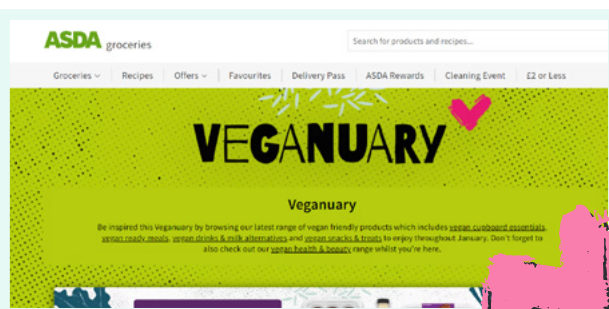 ASDA groceries
Search for products and recipes...
Groceries
Recipes
Offers
Favourites
Delivery Pass
ASDA Rewards
Cleaning Event
£2 or Less
VEGANUARY
Veganuary
Be inspired this Veganuary by browsing our latest range of vegan friendly products which includes vegan cupboard essentials,
vegan ready meals, vegan drinks & milk alternatives and vegan snacks & treats to enjoy throughout January. Don't forget to
also check out our vegan health & beauty range whilst you're here.